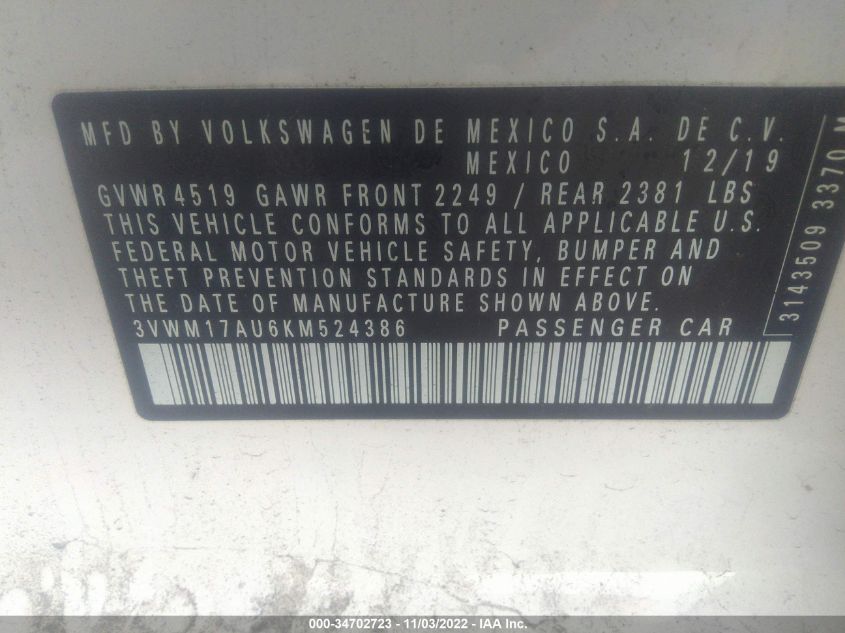 MFD BY VOLKSWAGEN DE MEXICO S.A. DE C.V.
MEXICO 12/19
GVWR 4519 GAWR FRONT 2249 / REAR 2381 LBS
THIS VEHICLE CONFORMS TO ALL APPLICABLE U.S.
FEDERAL MOTOR VEHICLE SAFETY, BUMPER AND
THEFT PREVENTION STANDARDS IN EFFECT ON
THE DATE OF MANUFACTURE SHOWN ABOVE.
3VWM17AU6KM524386 PASSENGER CAR
3143509 3370 M
000-34702723 - 11/03/2022 - IAA Inc.